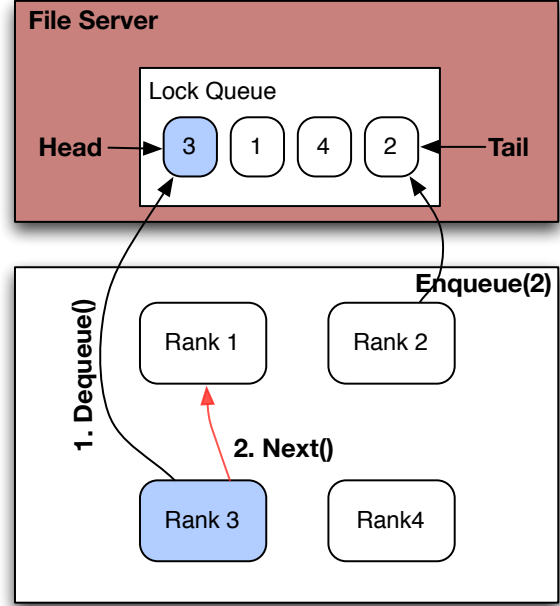 File Server
Lock Queue
Head
3
1
4
2
Tail
Enqueue(2)
1. Dequeue()
Rank 1
Rank 2
2. Next()
Rank 3
Rank4